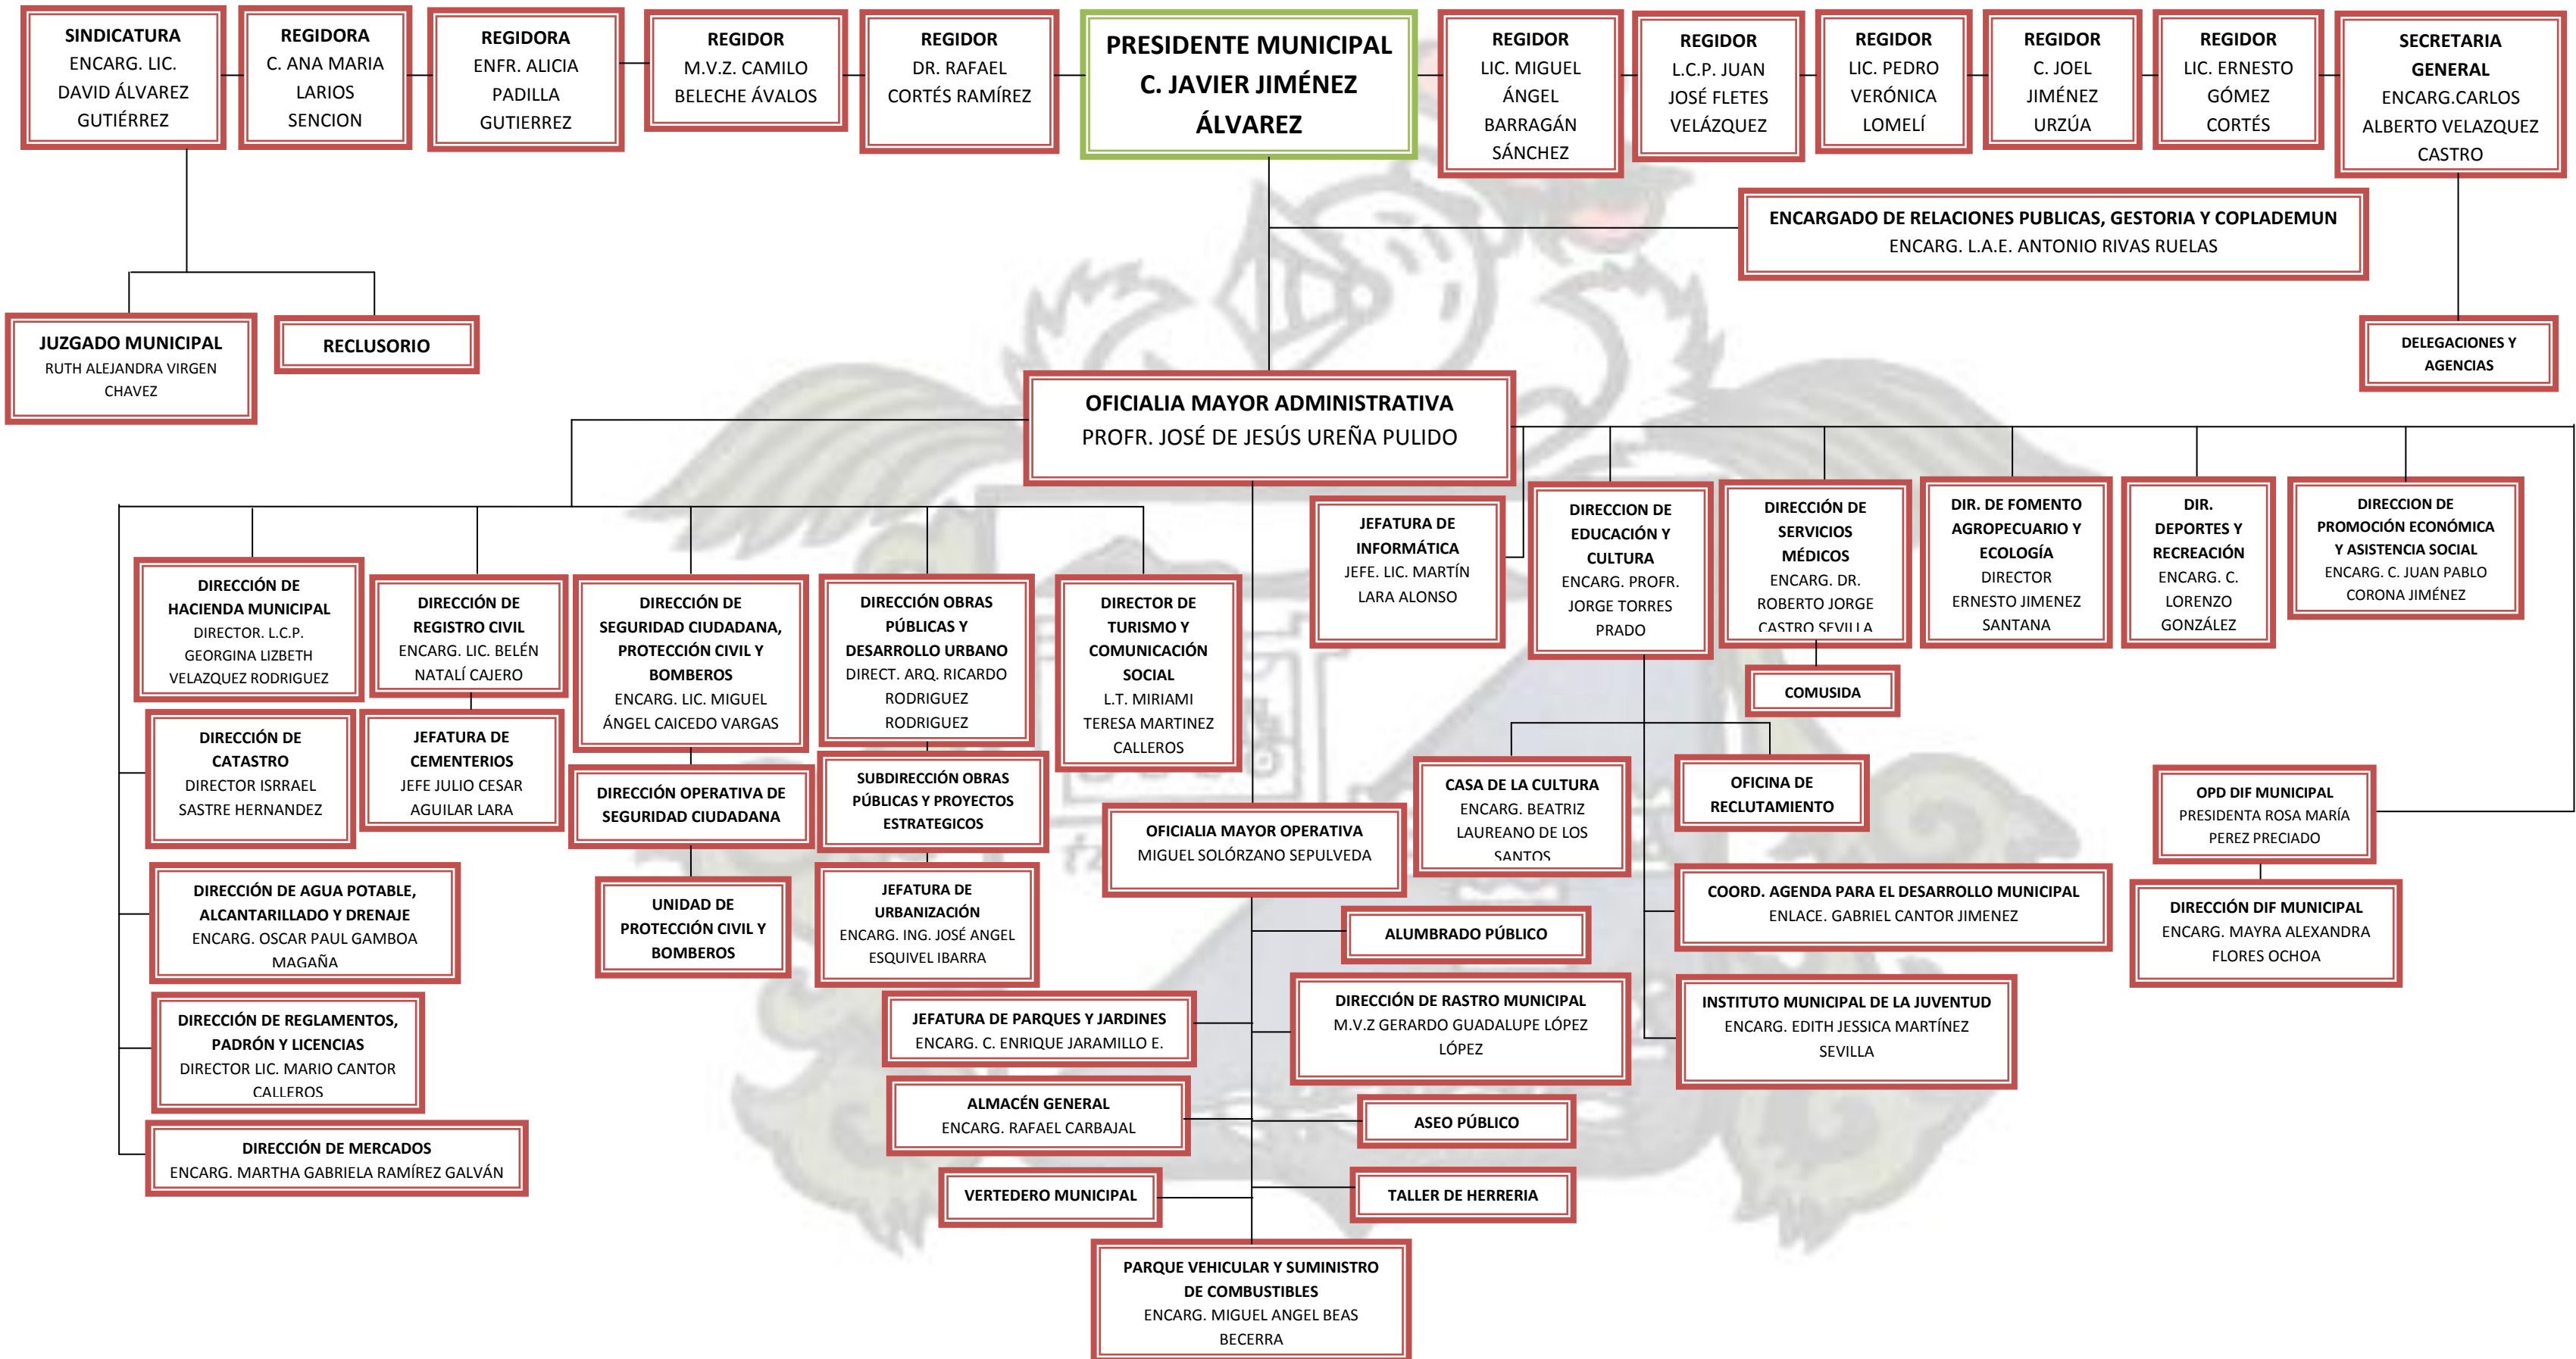 SINDICATURA
ENCARG. LIC.
DAVID ÁLVAREZ
GUTIÉRREZ
REGIDORA
C. ANA MARIA
LARIOS
SENCION
REGIDORA
ENFR. ALICIA
PADILLA
GUTIERREZ
REGIDOR
M.V.Z. CAMILO
BELECHE ÁVALOS
REGIDOR
DR. RAFAEL
CORTÉS RAMÍREZ
PRESIDENTE MUNICIPAL
C. JAVIER JIMÉNEZ
ÁLVAREZ
REGIDOR
LIC. MIGUEL
ÁNGEL
BARRAGÁN
SÁNCHEZ
REGIDOR
L.C.P. JUAN
JOSÉ FLETES
VELÁZQUEZ
REGIDOR
LIC. PEDRO
VERÓNICA
LOMELÍ
REGIDOR
C. JOEL
JIMÉNEZ
URZÚA
REGIDOR
LIC. ERNESTO
GÓMEZ
CORTÉS
SECRETARIA
GENERAL
ENCARG.CARLOS
ALBERTO VELAZQUEZ
CASTRO
ENCARGADO DE RELACIONES PUBLICAS, GESTORIA Y COPLADEMUN
ENCARG. L.A.E. ANTONIO RIVAS RUELAS
JUZGADO MUNICIPAL
RUTH ALEJANDRA VIRGEN
CHAVEZ
RECLUSORIO
DELEGACIONES Y
AGENCIAS
OFICIALIA MAYOR ADMINISTRATIVA
PROFR. JOSÉ DE JESÚS UREÑA PULIDO
DIRECCIÓN DE
HACIENDA MUNICIPAL
DIRECTOR. L.C.P.
GEORGINA LIZBETH
VELAZQUEZ RODRIGUEZ
DIRECCIÓN DE
REGISTRO CIVIL
ENCARG. LIC. BELÉN
NATALÍ CAJERO
DIRECCIÓN DE
SEGURIDAD CIUDADANA,
PROTECCIÓN CIVIL Y
BOMBEROS
ENCARG. LIC. MIGUEL
ÁNGEL CAICEDO VARGAS
DIRECCIÓN OBRAS
PÚBLICAS Y
DESARROLLO URBANO
DIRECT. ARQ. RICARDO
RODRIGUEZ
RODRIGUEZ
DIRECTOR DE
TURISMO Y
COMUNICACIÓN
SOCIAL
L.T. MIRIAMI
TERESA MARTINEZ
CALLEROS
JEFATURA DE
INFORMÁTICA
JEFE. LIC. MARTÍN
LARA ALONSO
DIRECCION DE
EDUCACIÓN Y
CULTURA
ENCARG. PROFR.
JORGE TORRES
PRADO
DIRECCIÓN DE
SERVICIOS
MÉDICOS
ENCARG. DR.
ROBERTO JORGE
CASTRO SEVILLA
DIR. DE FOMENTO
AGROPECUARIO Y
ECOLOGÍA
DIRECTOR
ERNESTO JIMENEZ
SANTANA
DIR.
DEPORTES Y
RECREACIÓN
ENCARG. C.
LORENZO
GONZÁLEZ
DIRECCION DE
PROMOCIÓN ECONÓMICA
Y ASISTENCIA SOCIAL
ENCARG. C. JUAN PABLO
CORONA JIMÉNEZ
COMUSIDA
DIRECCIÓN DE
CATASTRO
DIRECTOR ISRRAEL
SASTRE HERNANDEZ
JEFATURA DE
CEMENTERIOS
JEFE JULIO CESAR
AGUILAR LARA
DIRECCIÓN OPERATIVA DE
SEGURIDAD CIUDADANA
SUBDIRECCIÓN OBRAS
PÚBLICAS Y PROYECTOS
ESTRATEGICOS
OFICIALIA MAYOR OPERATIVA
MIGUEL SOLÓRZANO SEPULVEDA
CASA DE LA CULTURA
ENCARG. BEATRIZ
LAUREANO DE LOS
SANTOS
OFICINA DE
RECLUTAMIENTO
OPD DIF MUNICIPAL
PRESIDENTA ROSA MARÍA
PEREZ PRECIADO
DIRECCIÓN DE AGUA POTABLE,
ALCANTARILLADO Y DRENAJE
ENCARG. OSCAR PAUL GAMBOA
MAGAÑA
UNIDAD DE
PROTECCIÓN CIVIL Y
BOMBEROS
JEFATURA DE
URBANIZACIÓN
ENCARG. ING. JOSÉ ANGEL
ESQUIVEL IBARRA
ALUMBRADO PÚBLICO
COORD. AGENDA PARA EL DESARROLLO MUNICIPAL
ENLACE. GABRIEL CANTOR JIMENEZ
DIRECCIÓN DIF MUNICIPAL
ENCARG. MAYRA ALEXANDRA
FLORES OCHOA
DIRECCIÓN DE REGLAMENTOS,
PADRÓN Y LICENCIAS
DIRECTOR LIC. MARIO CANTOR
CALLEROS
JEFATURA DE PARQUES Y JARDINES
ENCARG. C. ENRIQUE JARAMILLO E.
DIRECCIÓN DE RASTRO MUNICIPAL
M.V.Z GERARDO GUADALUPE LÓPEZ
LÓPEZ
INSTITUTO MUNICIPAL DE LA JUVENTUD
ENCARG. EDITH JESSICA MARTÍNEZ
SEVILLA
ALMACÉN GENERAL
ENCARG. RAFAEL CARBAJAL
ASEO PÚBLICO
DIRECCIÓN DE MERCADOS
ENCARG. MARTHA GABRIELA RAMÍREZ GALVÁN
VERTEDERO MUNICIPAL
TALLER DE HERRERIA
PARQUE VEHICULAR Y SUMINISTRO
DE COMBUSTIBLES
ENCARG. MIGUEL ANGEL BEAS
BECERRA